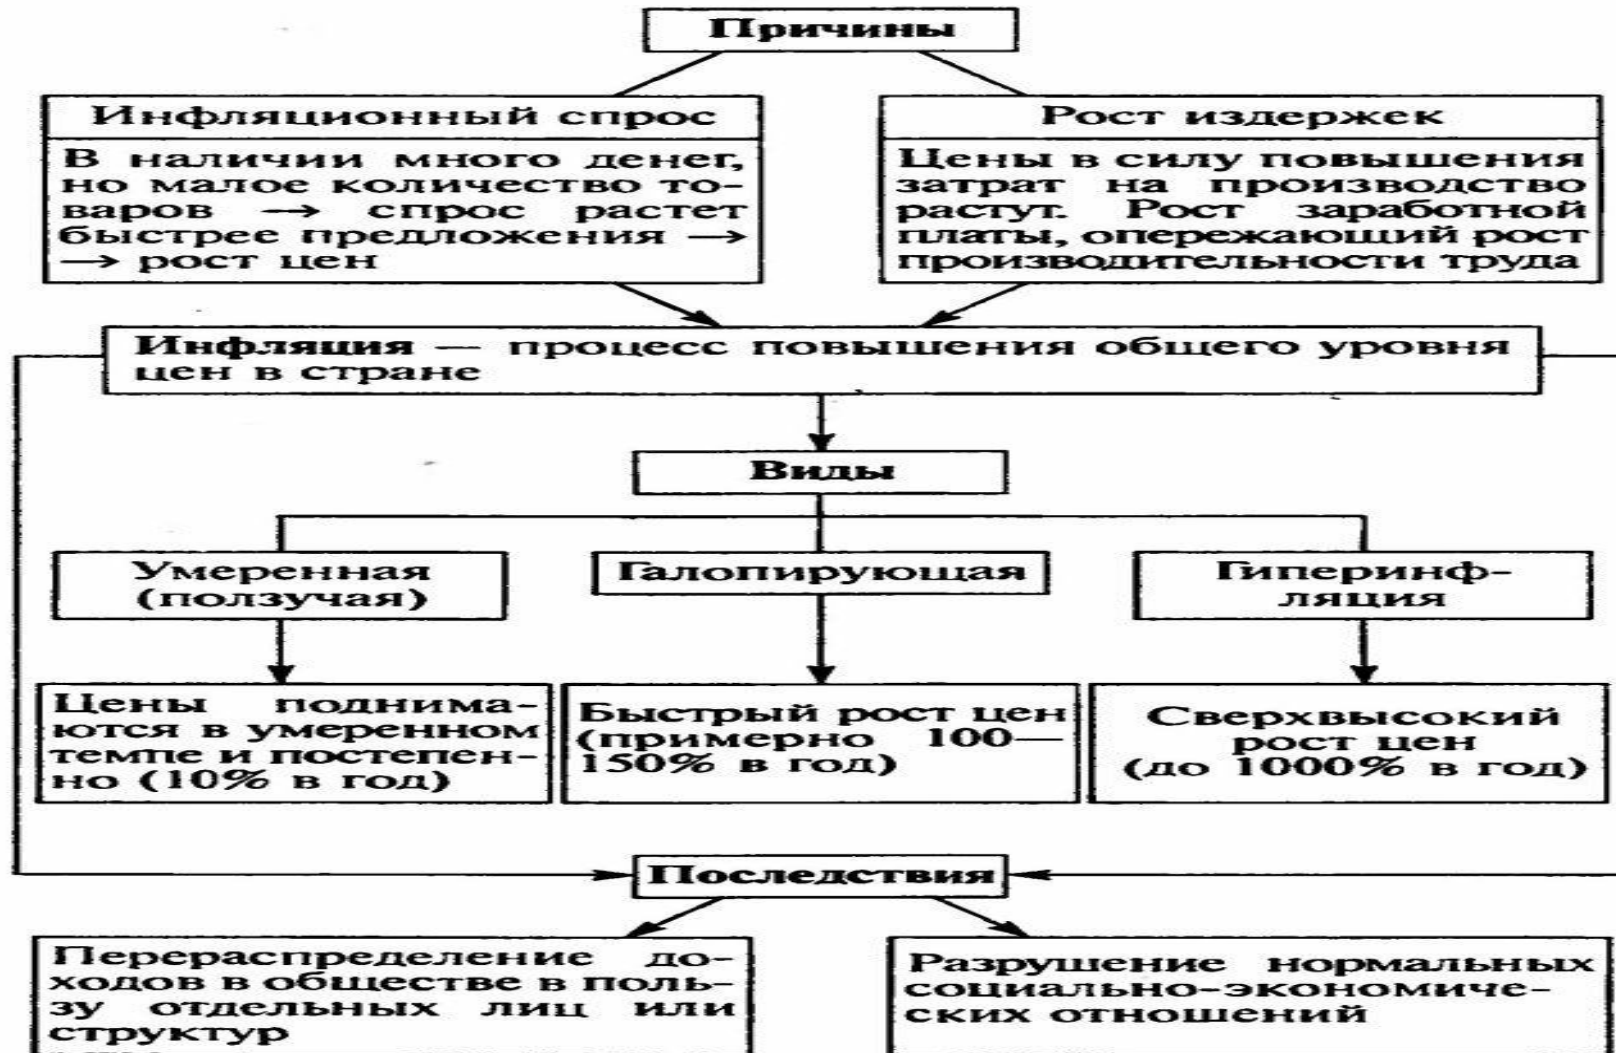 Причины
Инфляционный спрос
В наличии много денег,
но малое количество то-
варов → спрос растет
быстрее предложения →
→ рост цен
Рост издержек
Цены в силу повышения
затрат на производство
растут. Рост заработной
платы, опережающий рост
производительности труда
Инфляция — процесс повышения общего уровня
цен в стране
Виды
Умеренная
(ползучая)
Галопирующая
Гиперинф-
ляция
Цены поднима-
ются в умеренном
темпе и постепен-
но (10% в год)
Быстрый рост цен
(примерно 100—
150% в год)
Сверхвысокий
рост цен
(до 1000% в год)
Последствия
Перераспределение до-
ходов в обществе в поль-
зу отдельных лиц или
структур
Разрушение нормальных
социально-экономиче-
ских отношений